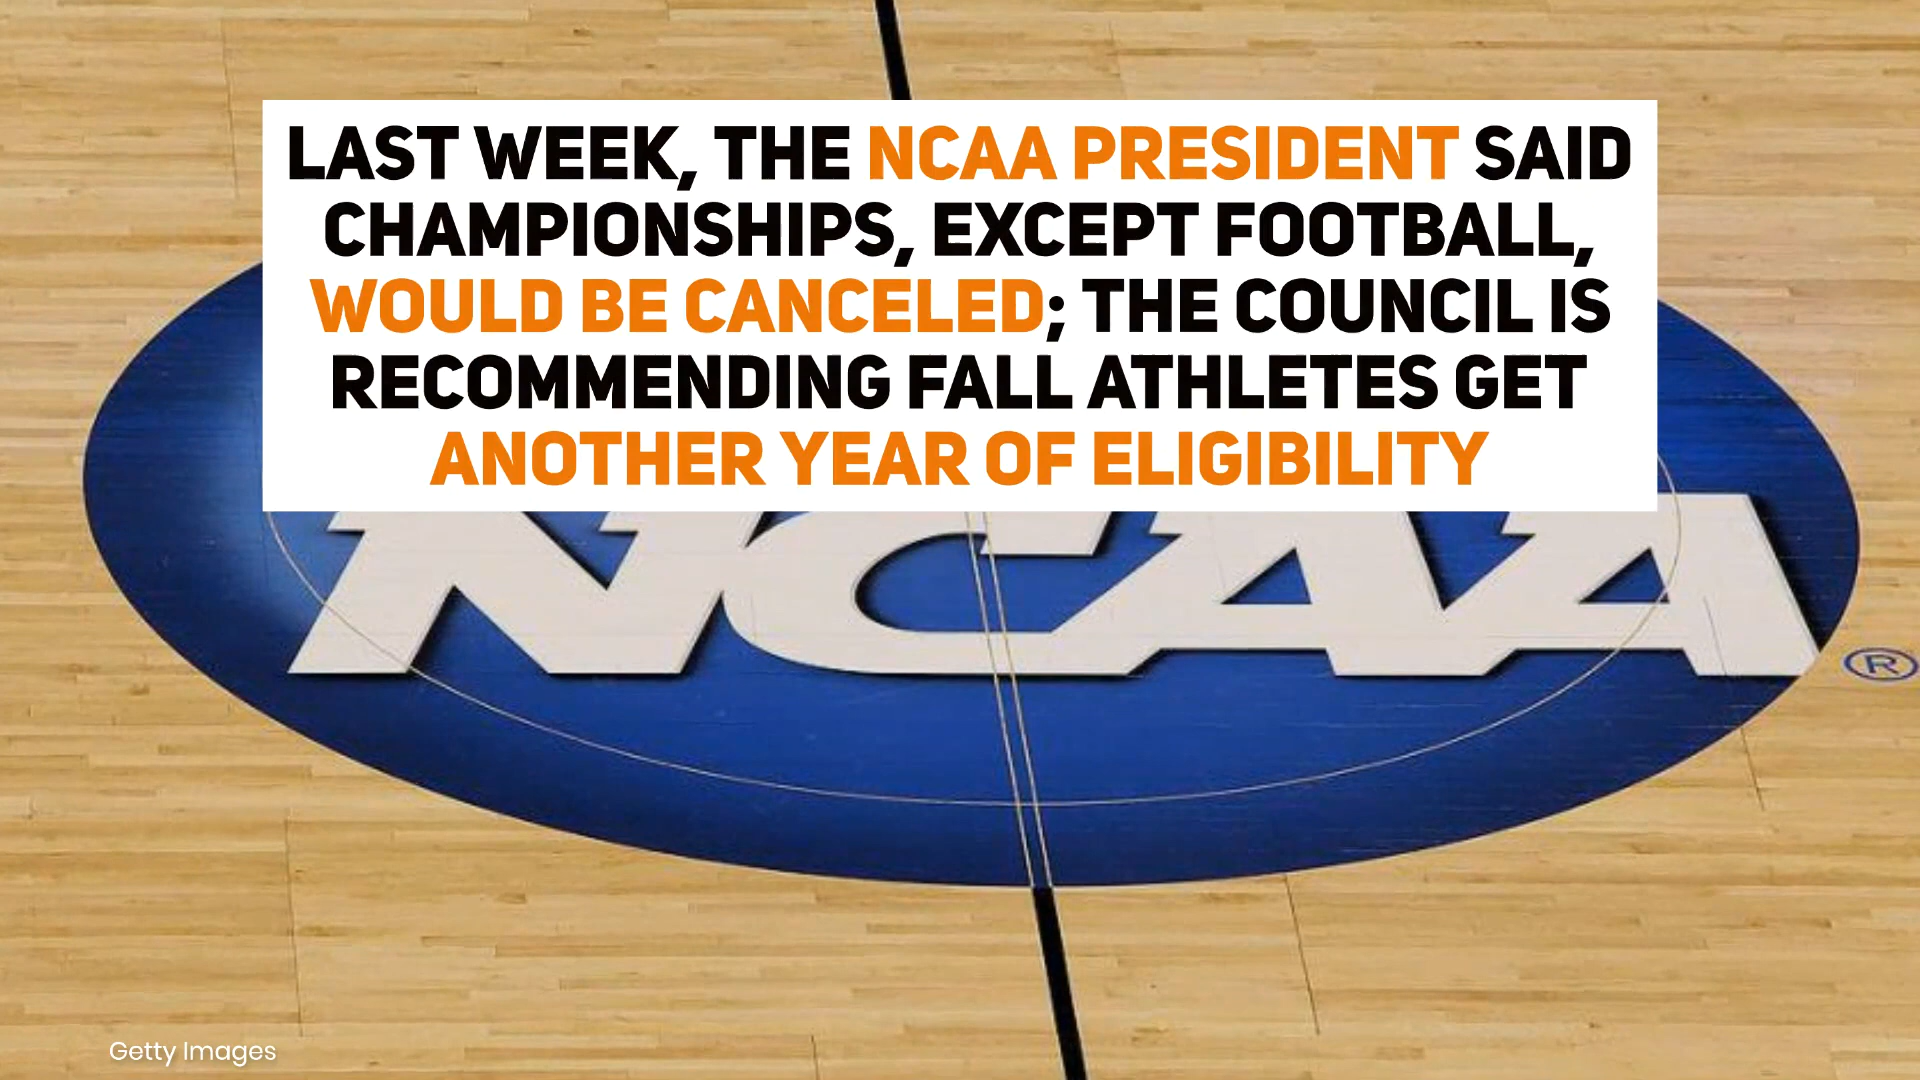 LAST WEEK, THE NCAA PRESIDENT SAID
CHAMPIONSHIPS, EXCEPT FOOTBALL,
WOULD BE CANCELED; THE COUNCIL IS
RECOMMENDING FALL ATHLETES GET
ANOTHER YEAR OF ELIGIBILITY
NCAA
®
Getty Images